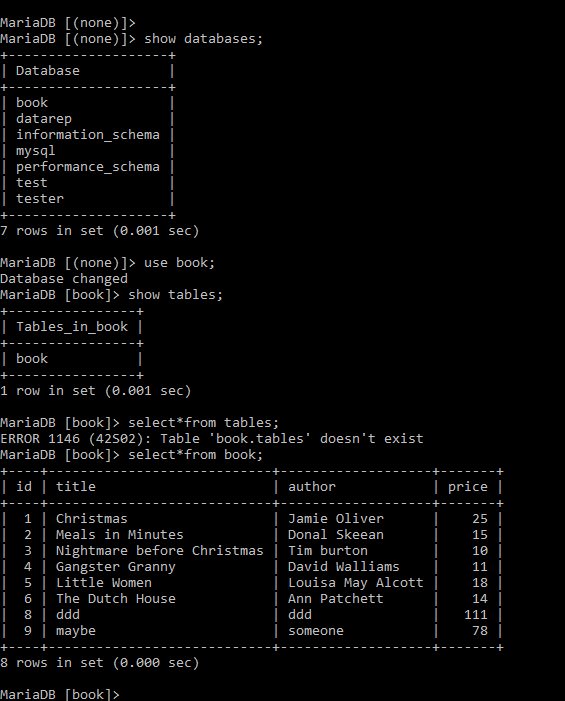 MariaDB [(none)]>
MariaDB [(none)]> show databases;
+--------------------+
| Database           |
+--------------------+
| book               |
| datarep            |
| information_schema |
| mysql              |
| performance_schema |
| test               |
| tester             |
+--------------------+
7 rows in set (0.001 sec)

MariaDB [(none)]> use book;
Database changed
MariaDB [book]> show tables;
+----------------+
| Tables_in_book |
+----------------+
| book           |
+----------------+
1 row in set (0.001 sec)

MariaDB [book]> select*from tables;
ERROR 1146 (42S02): Table 'book.tables' doesn't exist
MariaDB [book]> select*from book;
+----+----------------------------+-------------------+-------+
| id | title                      | author            | price |
+----+----------------------------+-------------------+-------+
|  1 | Christmas                  | Jamie Oliver      |    25 |
|  2 | Meals in Minutes           | Donal Skeean      |    15 |
|  3 | Nightmare before Christmas | Tim burton        |    10 |
|  4 | Gangster Granny            | David Walliams    |    11 |
|  5 | Little Women               | Louisa May Alcott |    18 |
|  6 | The Dutch House            | Ann Patchett      |    14 |
|  8 | ddd                        | ddd               |   111 |
|  9 | maybe                      | someone           |    78 |
+----+----------------------------+-------------------+-------+
8 rows in set (0.000 sec)

MariaDB [book]>